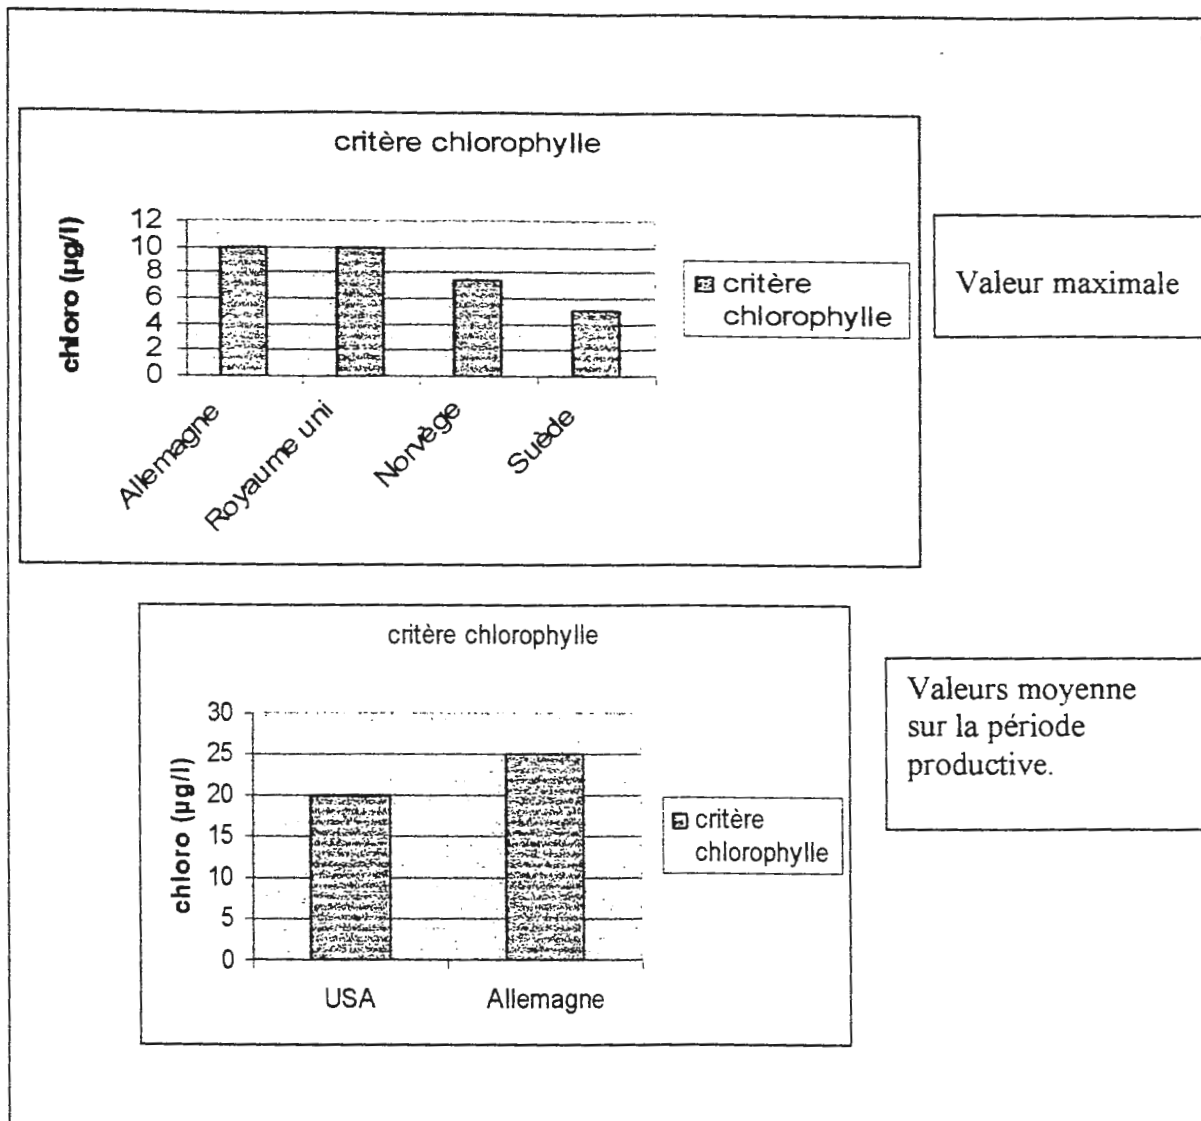 critère chlorophylle
chloro (µg/l)
12
10
8
6
4
2
0
Allemagne
Royaume uni
Norvège
Suède
critère
chlorophylle
Valeur maximale
critère chlorophylle
chloro (µg/l)
30
25
20
15
10
5
0
USA
Allemagne
critère
chlorophylle
Valeurs moyenne
sur la période
productive.